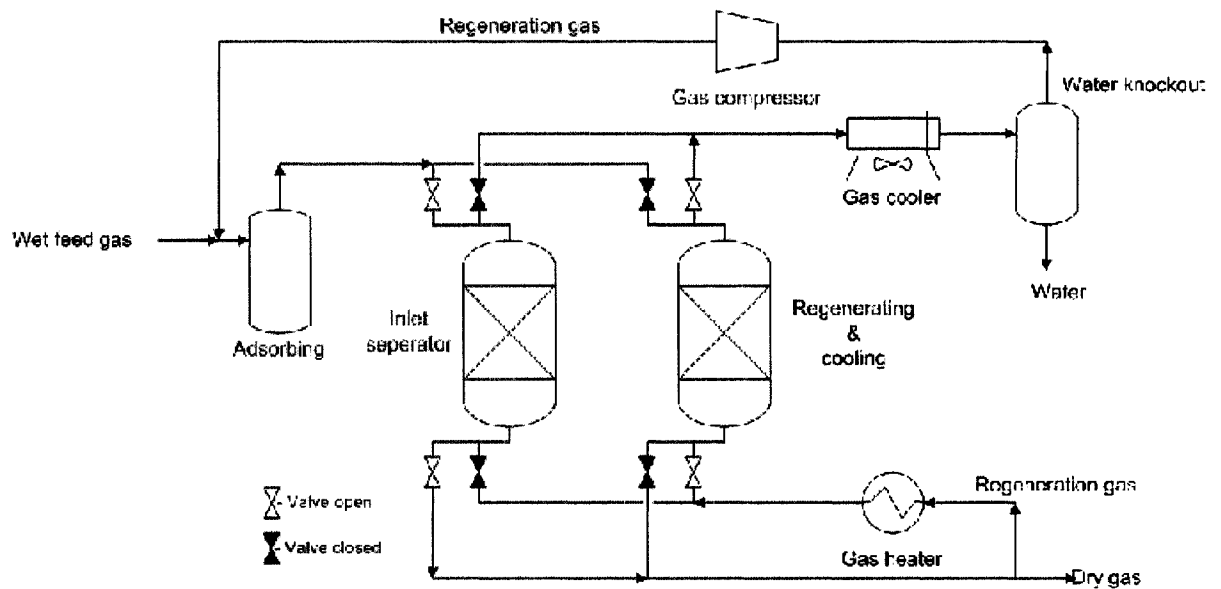 Regeneration gas
Water knockout
Gas compressor
Gas cooler
Wet feed gas
Water
Adsorbing
Inlet
seperator
Regenerating
&
cooling
Valve open
Valve closed
Regeneration gas
Gas heater
Dry gas